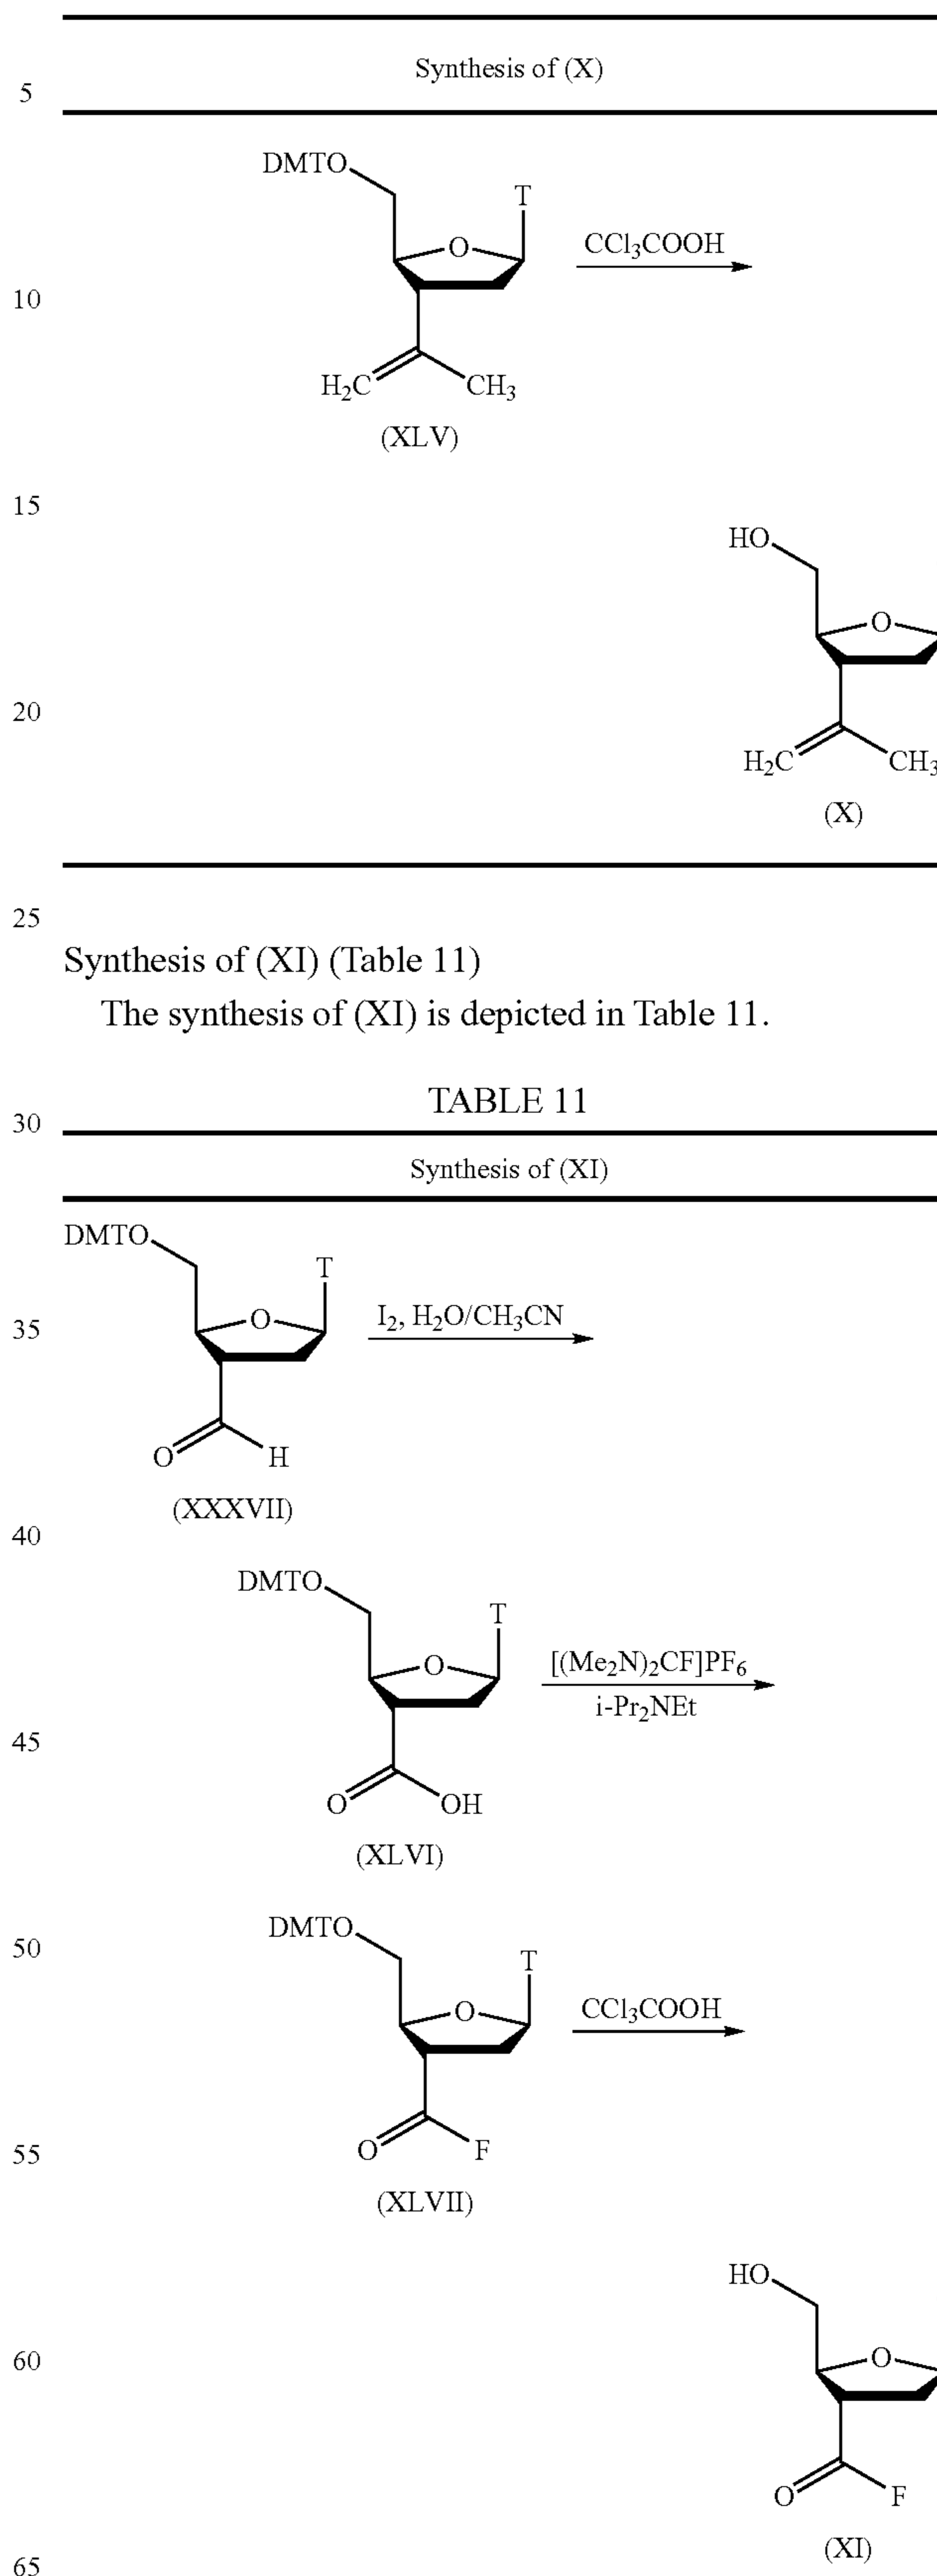 Synthesis of (X)
5
DMTO
T
O
CCl₃COOH
10
H₂C
CH₃
(XLV)
15
HO
O
20
H₂C
CH₃
(X)
25
Synthesis of (XI) (Table 11)
The synthesis of (XI) is depicted in Table 11.
TABLE 11
30
Synthesis of (XI)
DMTO
T
O
I₂, H₂O/CH₃CN
35
O
H
(XXXVII)
40
DMTO
T
O
[(Me₂N)₂CF]PF₆
i-Pr₂NEt
45
O
OH
(XLVI)
DMTO
50
T
O
CCl₃COOH
O
F
55
(XLVII)
HO
O
60
O
F
(XI)
65